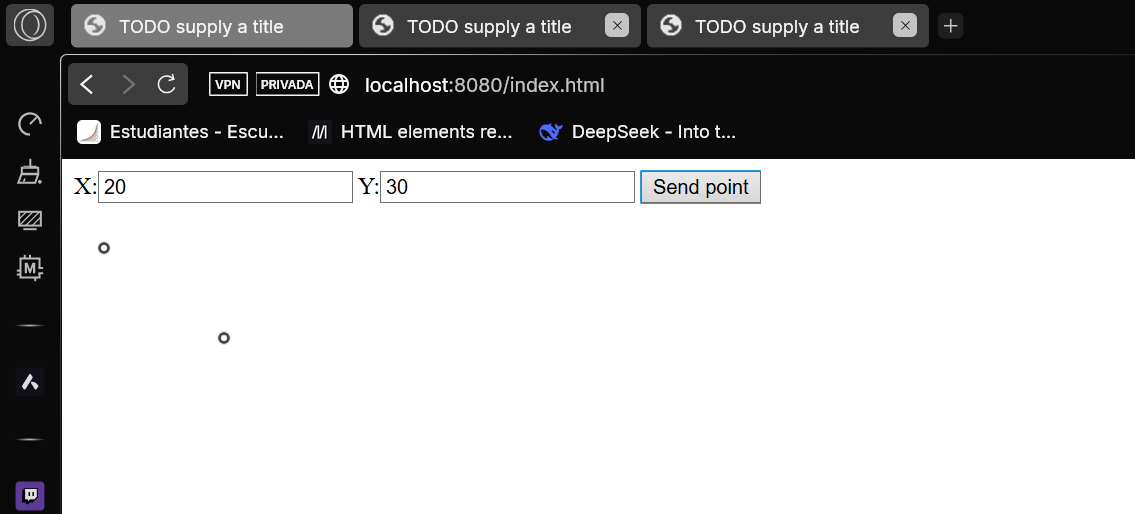 TODO supply a title TODO supply a title TODO supply a title
VPN PRIVADA localhost:8080/index.html
Estudiantes - Escu... HTML elements re... DeepSeek - Into t...
X: 20 Y: 30 Send point
M